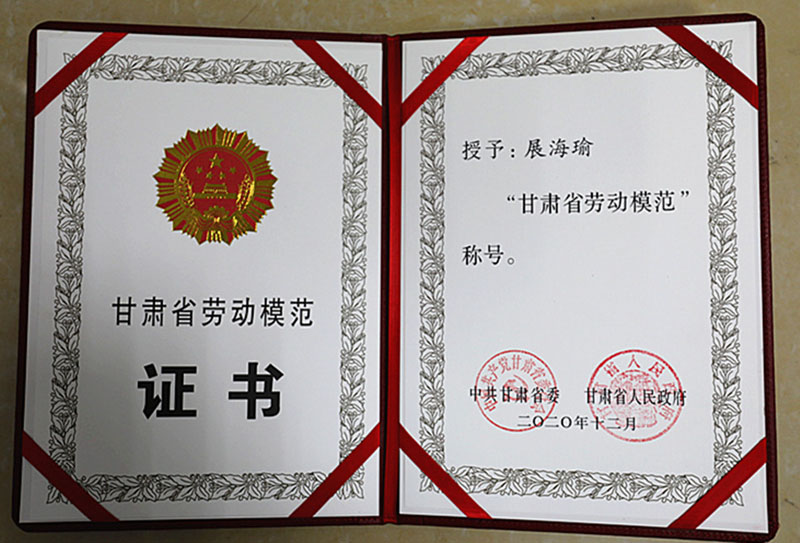 甘肃省劳动模范
证书
授予：展海瑜
“甘肃省劳动模范”
称号。
中共甘肃省委 甘肃省人民政府
二〇二〇年十二月